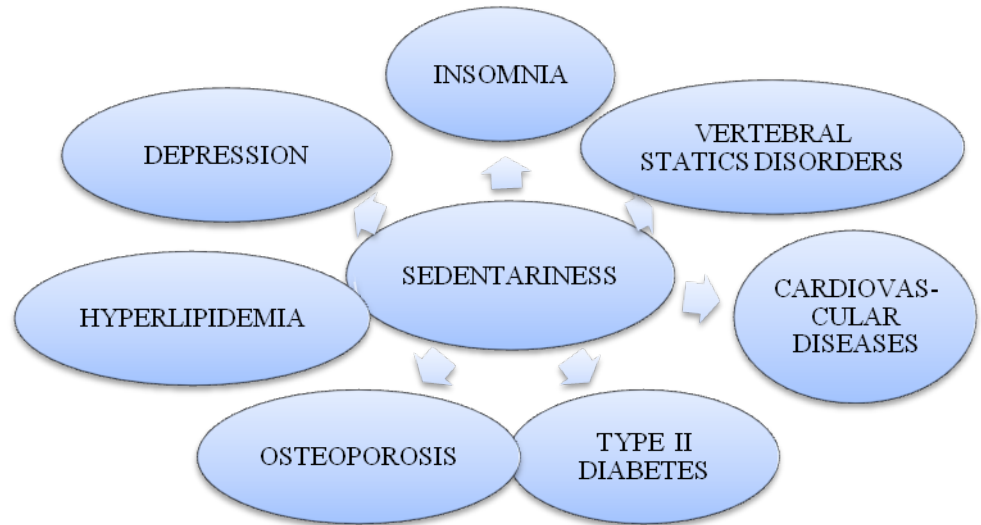 INSOMNIA
VERTEBRAL
STATICS DISORDERS
DEPRESSION
SEDENTARINESS
CARDIOVAS-
CULAR
DISEASES
HYPERLIPIDEMIA
OSTEOPOROSIS
TYPE II
DIABETES